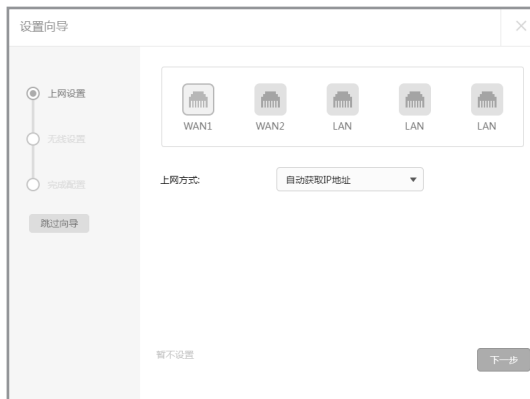 设置向导
上网设置
无线设置
完成配置
跳过向导
WAN1 WAN2 LAN LAN LAN
上网方式: 自动获取IP地址
暂不设置 下一步